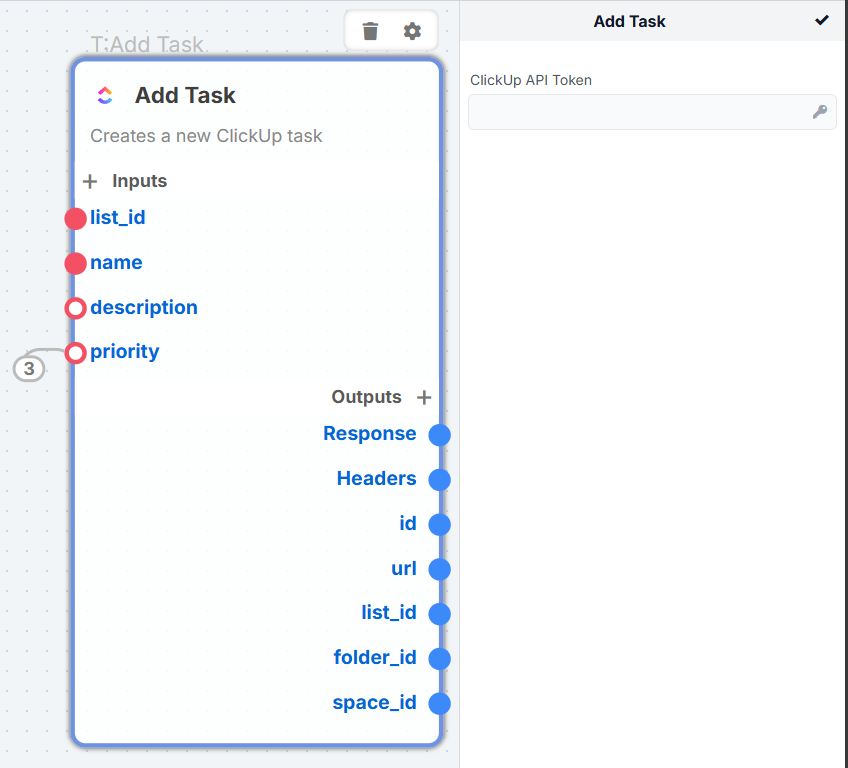 T:Add Task
Add Task
Creates a new ClickUp task
Inputs
list_id
name
description
priority
3
Outputs
Response
Headers
id
url
list_id
folder_id
space_id
Add Task
ClickUp API Token